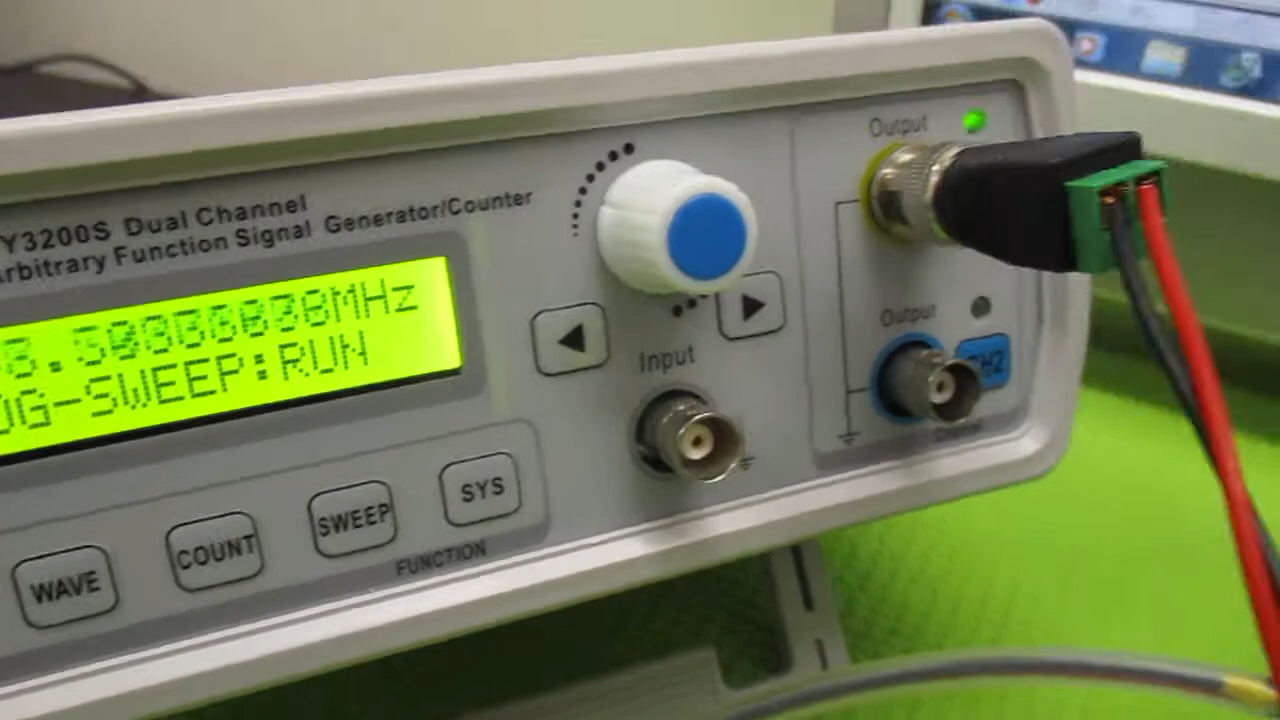 Y3200S Dual Channel
Arbitrary Function Signal Generator/Counter
LOG-SWEEP:RUN
Input
Output
Output
CH2
WAVE
COUNT
SWEEP
SYS
FUNCTION